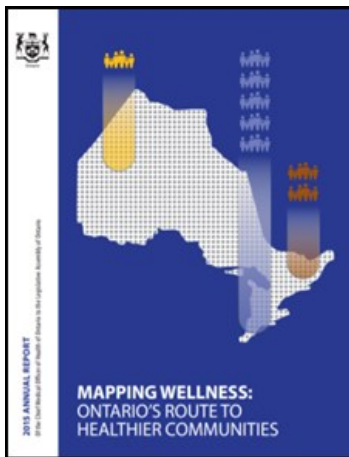 Ontario
2015 ANNUAL REPORT
Of the Chief Medical Officer of Health of Ontario to the Legislative Assembly of Ontario
MAPPING WELLNESS:
ONTARIO'S ROUTE TO
HEALTHIER COMMUNITIES